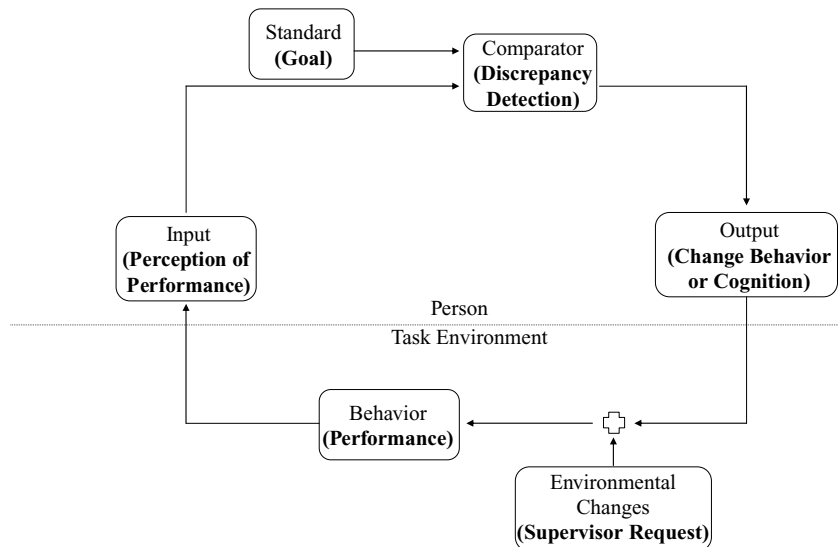 Standard
(Goal)
Comparator
(Discrepancy
Detection)
Input
(Perception of
Performance)
Output
(Change Behavior
or Cognition)
Person
Task Environment
Behavior
(Performance)
Environmental
Changes
(Supervisor Request)